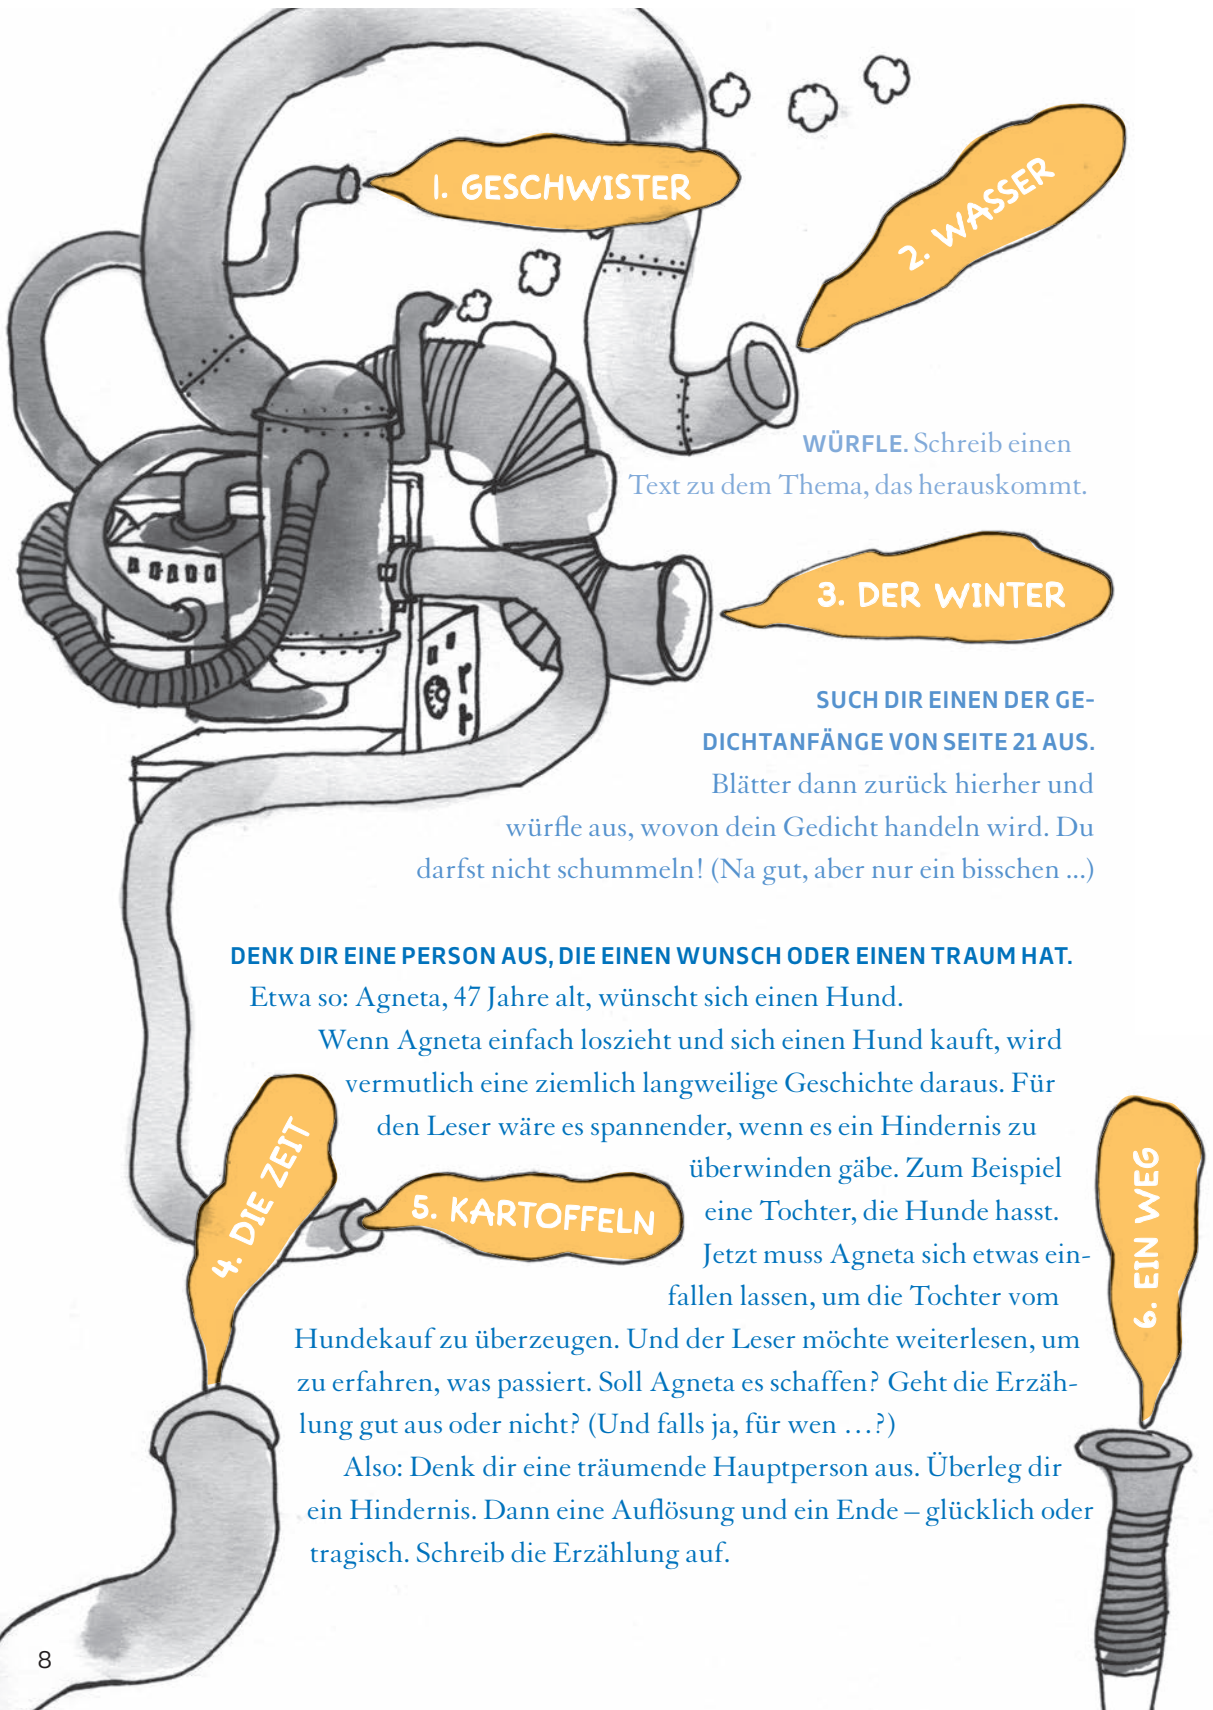 1. GESCHWISTER
2. WASSER
WÜRFLE. Schreib einen
Text zu dem Thema, das herauskommt.
3. DER WINTER
SUCH DIR EINEN DER GE-
DICHTANFÄNGE VON SEITE 21 AUS.
Blätter dann zurück hierher und
würfle aus, wovon dein Gedicht handeln wird. Du
darfst nicht schummeln! (Na gut, aber nur ein bisschen ...)
DENK DIR EINE PERSON AUS, DIE EINEN WUNSCH ODER EINEN TRAUM HAT.
Etwa so: Agneta, 47 Jahre alt, wünscht sich einen Hund.
Wenn Agneta einfach loszieht und sich einen Hund kauft, wird
vermutlich eine ziemlich langweilige Geschichte daraus. Für
den Leser wäre es spannender, wenn es ein Hindernis zu
überwinden gäbe. Zum Beispiel
eine Tochter, die Hunde hasst.
Jetzt muss Agneta sich etwas ein-
fallen lassen, um die Tochter vom
Hundekauf zu überzeugen. Und der Leser möchte weiterlesen, um
zu erfahren, was passiert. Soll Agneta es schaffen? Geht die Erzäh-
lung gut aus oder nicht? (Und falls ja, für wen …?)
Also: Denk dir eine träumende Hauptperson aus. Überleg dir
ein Hindernis. Dann eine Auflösung und ein Ende – glücklich oder
tragisch. Schreib die Erzählung auf.
4. DIE ZEIT
5. KARTOFFELN
6. EIN WEG
8